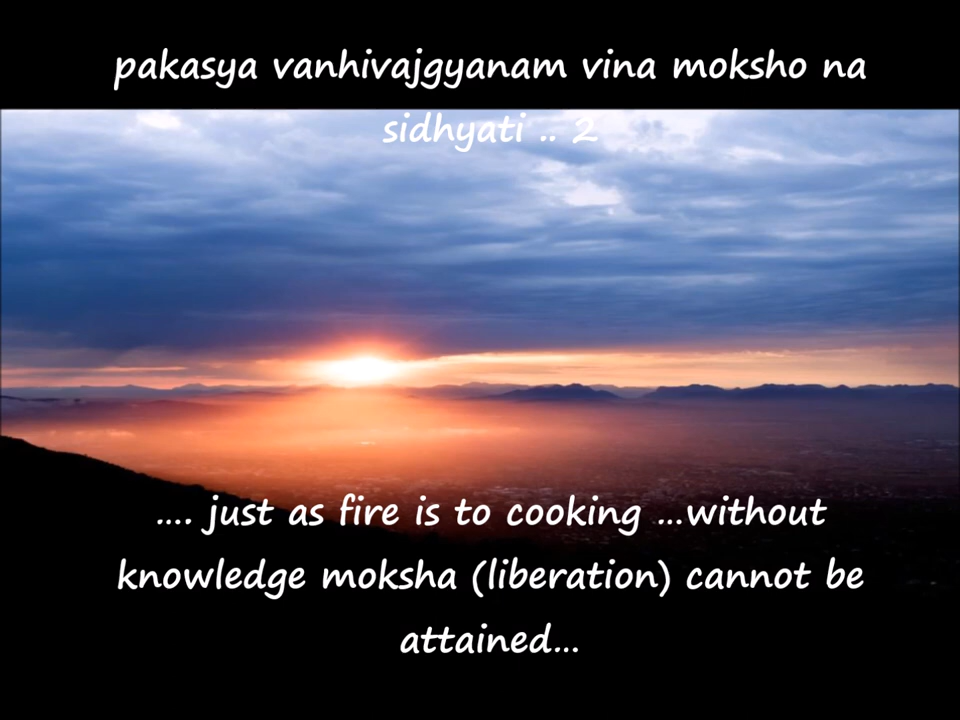 pakasya vanhivajgyanam vina moksho na
sidhyati .. 2
.... just as fire is to cooking ...without
knowledge moksha (liberation) cannot be
attained...